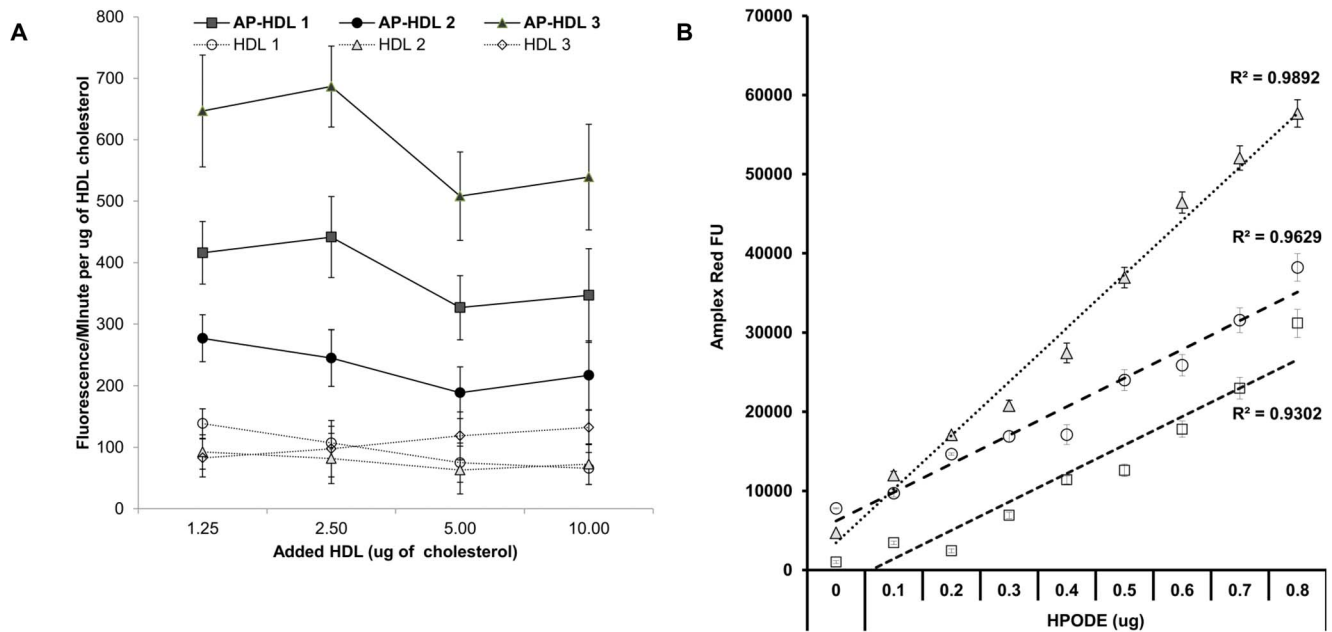 A
AP-HDL 1 AP-HDL 2 AP-HDL 3
HDL 1 HDL 2 HDL 3
Fluorescence/MInute per ug of HDL cholesterol
800
700
600
500
400
300
200
100
0
1.25 2.50 5.00 10.00
Added HDL (ug of cholesterol)
B
Amplex Red FU
70000
60000
50000
40000
30000
20000
10000
0
R² = 0.9892
R² = 0.9629
R² = 0.9302
0 0.1 0.2 0.3 0.4 0.5 0.6 0.7 0.8
HPODE (ug)